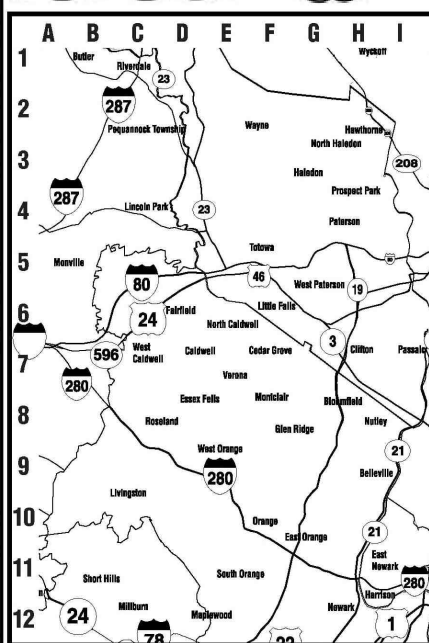 A B C D E F G H I
1 Butler Wyckoff
Riverdale
23
2 287
Pequannock Township Wayne Hawthorne
North Haledon
3 208
Haledon
Prospect Park
287
4 Lincoln Park 23
Paterson
Totowa
5 Monville
46
80 West Paterson 19
Little Falls
6 24 Fairfield
North Caldwell
3
596 West Caldwell Caldwell Cedar Grove Clifton Passaic
7
280 Verona
Essex Fells Montclair Bloomfield
8
Roseland Nutley
Glen Ridge
West Orange 21
9 280 Belleville
Livingston
10 Orange
21
East Orange
East Newark
11 South Orange
Short Hills 280
Harrison
24 Millburn Newark
12 Maplewood 1
78 22